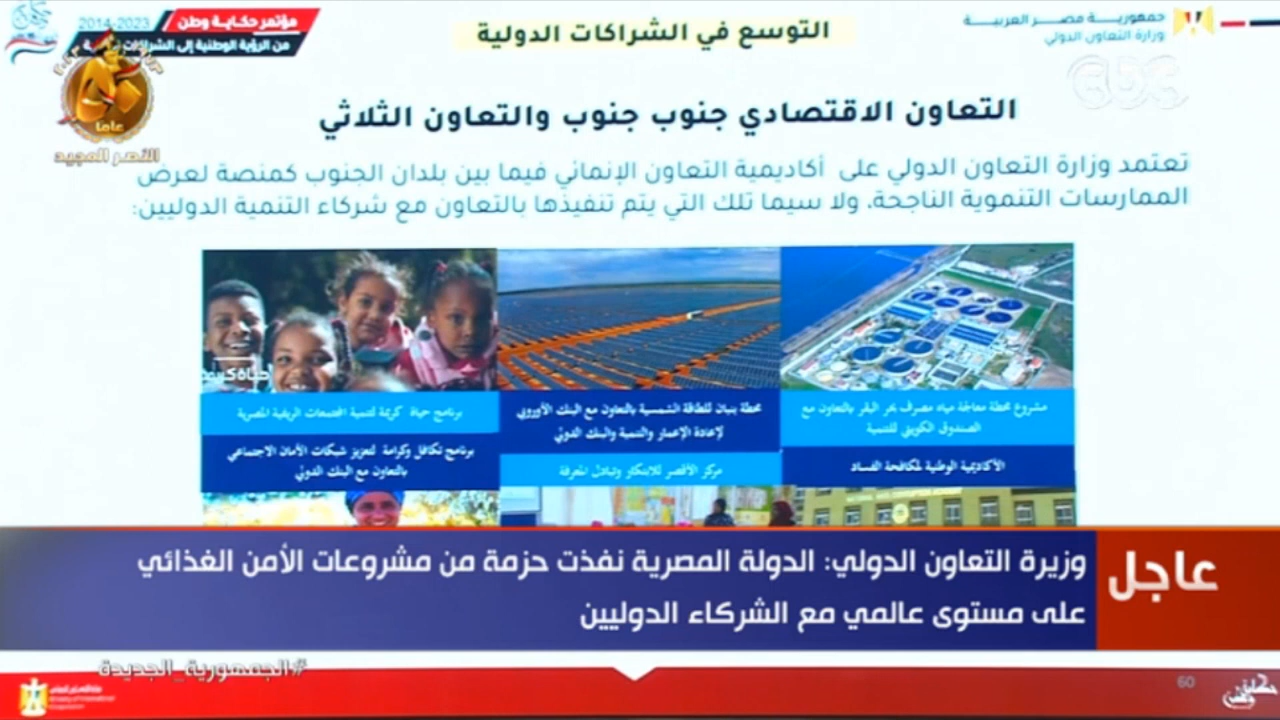 جمهورية مصر العربية
وزارة التعاون الدولي
التوسع في الشراكات الدولية
مؤتمر حكاية وطن
2014-2023
من الرؤية الوطنية إلى الشراكات
عاما
النصر المجيد
cbc
التعاون الاقتصادي جنوب جنوب والتعاون الثلاثي
تعتمد وزارة التعاون الدولي على أكاديمية التعاون الإنمائي فيما بين بلدان الجنوب كمنصة لعرض
الممارسات التنموية الناجحة، ولا سيما تلك التي يتم تنفيذها بالتعاون مع شركاء التنمية الدوليين:
مشروع محطة معالجة مياه مصرف بحر البقر بالتعاون مع
الصندوق الكويتي للتنمية
الأكاديمية الوطنية لمكافحة الفساد
محطة بنبان للطاقة الشمسية بالتعاون مع البنك الأوروبي
لإعادة الإعمار والتنمية والبنك الدولي
مركز الأقصر للابتكار وتبادل المعرفة
حياة كريمة
برنامج حياة كريمة لتنمية المجتمعات الريفية المصرية
برنامج تكافل وكرامة لتعزيز شبكات الأمان الاجتماعي
بالتعاون مع البنك الدولي
عاجل
وزيرة التعاون الدولي: الدولة المصرية نفذت حزمة من مشروعات الأمن الغذائي
على مستوى عالمي مع الشركاء الدوليين
#الجمهورية_الجديدة
60
حكاية وطن